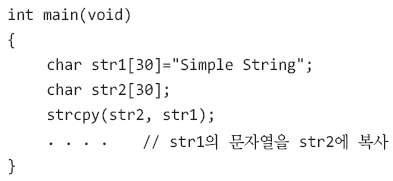 int main(void)
{
    char str1[30]="Simple String";
    char str2[30];
    strcpy(str2, str1);
    . . . .   // str1의 문자열을 str2에 복사
}